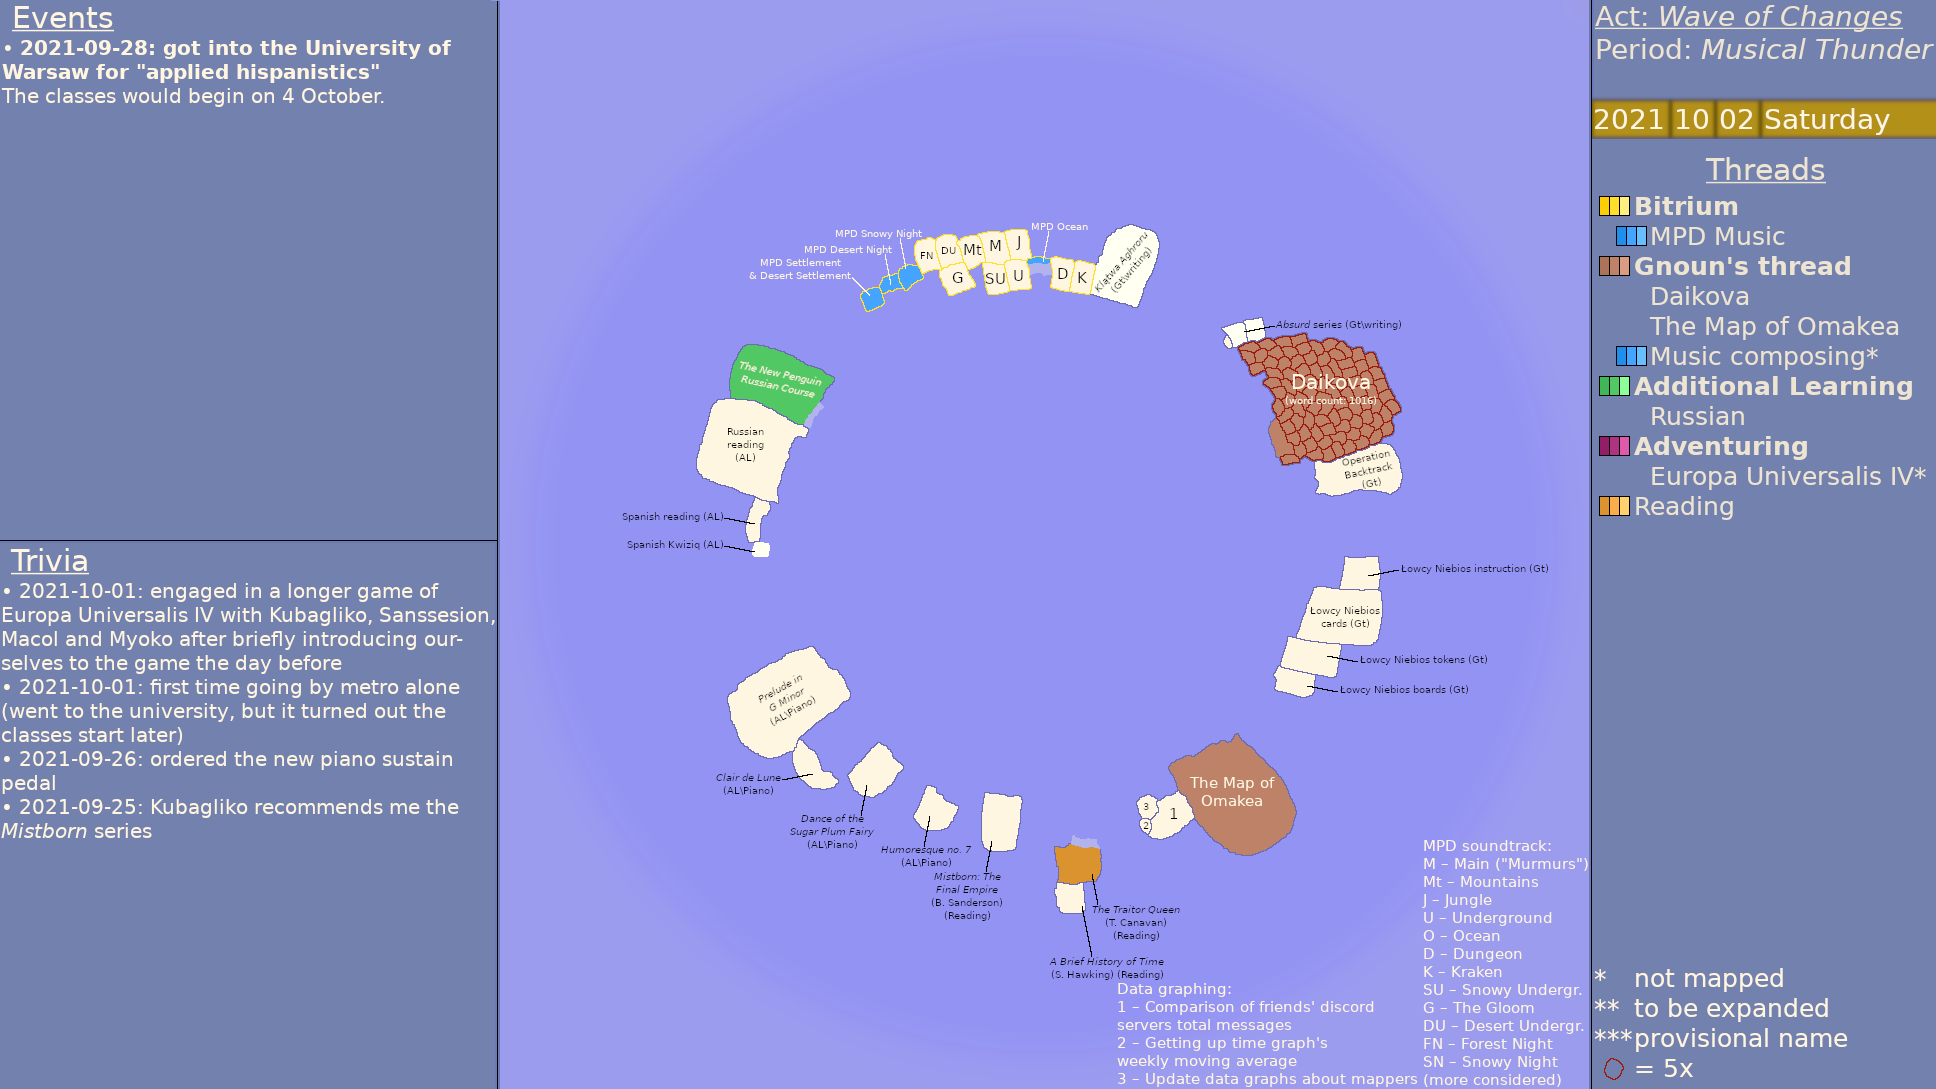 Events
• 2021-09-28: got into the University of
Warsaw for "applied hispanistics"
The classes would begin on 4 October.
Trivia
• 2021-10-01: engaged in a longer game of
Europa Universalis IV with Kubagliko, Sanssesion,
Macol and Myoko after briefly introducing our-
selves to the game the day before
• 2021-10-01: first time going by metro alone
(went to the university, but it turned out the
classes start later)
• 2021-09-26: ordered the new piano sustain
pedal
• 2021-09-25: Kubagliko recommends me the
Mistborn series
MPD Snowy Night
MPD Desert Night
MPD Settlement
& Desert Settlement
FN
DU
Mt
M
J
G
SU
U
MPD Ocean
D
K
Klątwa Aghroru
(Gt\writing)
Absurd series (Gt\writing)
Daikova
(word count: 1016)
Operation
Backtrack
(Gt)
The New Penguin
Russian Course
Russian
reading
(AL)
Spanish reading (AL)
Spanish Kwiziq (AL)
Łowcy Niebios instruction (Gt)
Łowcy Niebios
cards (Gt)
Łowcy Niebios tokens (Gt)
Łowcy Niebios boards (Gt)
Prelude in
G Minor
(AL\Piano)
Clair de Lune
(AL\Piano)
Dance of the
Sugar Plum Fairy
(AL\Piano)
Humoresque no. 7
(AL\Piano)
Mistborn: The
Final Empire
(B. Sanderson)
(Reading)
The Traitor Queen
(T. Canavan)
(Reading)
A Brief History of Time
(S. Hawking) (Reading)
The Map of
Omakea
3
2
1
Data graphing:
1 – Comparison of friends' discord
servers total messages
2 – Getting up time graph's
weekly moving average
3 – Update data graphs about mappers
MPD soundtrack:
M – Main ("Murmurs")
Mt – Mountains
J – Jungle
U – Underground
O – Ocean
D – Dungeon
K – Kraken
SU – Snowy Undergr.
G – The Gloom
DU – Desert Undergr.
FN – Forest Night
SN – Snowy Night
(more considered)
Act: Wave of Changes
Period: Musical Thunder
2021 10 02 Saturday
Threads
Bitrium
MPD Music
Gnoun's thread
Daikova
The Map of Omakea
Music composing*
Additional Learning
Russian
Adventuring
Europa Universalis IV*
Reading
* not mapped
** to be expanded
*** provisional name
= 5x